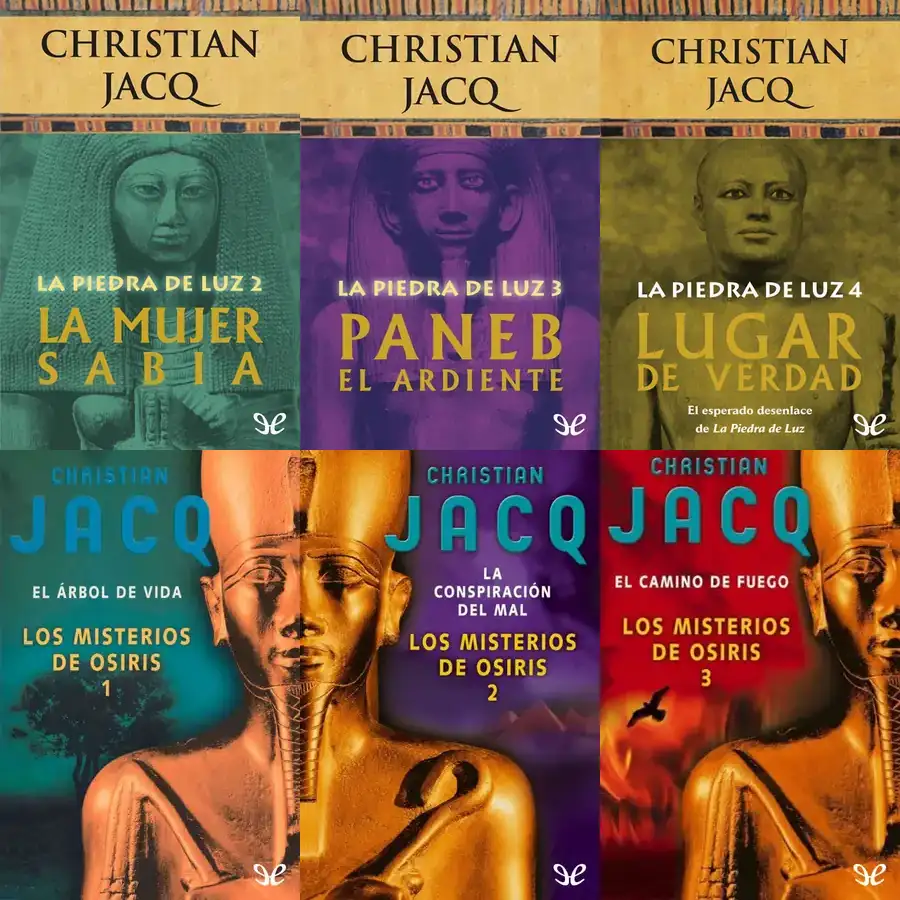 CHRISTIAN
JACQ
LA PIEDRA DE LUZ 2
LA MUJER
SABIA
CHRISTIAN
JACQ
LA PIEDRA DE LUZ 3
PANEB
EL ARDIENTE
CHRISTIAN
JACQ
LA PIEDRA DE LUZ 4
LUGAR
DE VERDAD
El esperado desenlace
de La Piedra de Luz
CHRISTIAN
JACQ
EL ÁRBOL DE VIDA
LOS MISTERIOS
DE OSIRIS
1
CHRISTIAN
JACQ
LA
CONSPIRACIÓN
DEL MAL
LOS MISTERIOS
DE OSIRIS
2
CHRISTIAN
JACQ
EL CAMINO DE FUEGO
LOS MISTERIOS
DE OSIRIS
3